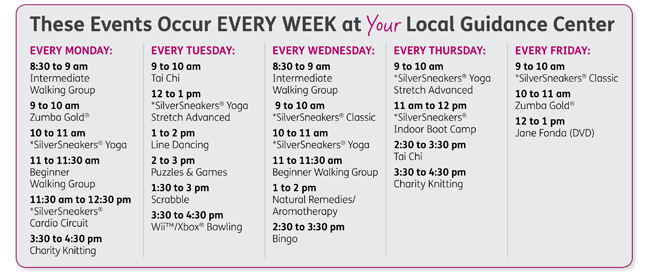 These Events Occur EVERY WEEK at Your Local Guidance Center
EVERY MONDAY:
8:30 to 9 am
Intermediate
Walking Group
9 to 10 am
Zumba Gold®
10 to 11 am
*SilverSneakers® Yoga
11 to 11:30 am
Beginner
Walking Group
11:30 am to 12:30 pm
*SilverSneakers®
Cardio Circuit
3:30 to 4:30 pm
Charity Knitting
EVERY TUESDAY:
9 to 10 am
Tai Chi
12 to 1 pm
*SilverSneakers® Yoga
Stretch Advanced
1 to 2 pm
Line Dancing
2 to 3 pm
Puzzles & Games
1:30 to 3 pm
Scrabble
3:30 to 4:30 pm
Wii™/Xbox® Bowling
EVERY WEDNESDAY:
8:30 to 9 am
Intermediate
Walking Group
9 to 10 am
*SilverSneakers® Classic
10 to 11 am
*SilverSneakers® Yoga
11 to 11:30 am
Beginner Walking Group
1 to 2 pm
Natural Remedies/
Aromatherapy
2:30 to 3:30 pm
Bingo
EVERY THURSDAY:
9 to 10 am
*SilverSneakers® Yoga
Stretch Advanced
11 am to 12 pm
*SilverSneakers®
Indoor Boot Camp
2:30 to 3:30 pm
Tai Chi
3:30 to 4:30 pm
Charity Knitting
EVERY FRIDAY:
9 to 10 am
*SilverSneakers® Classic
10 to 11 am
Zumba Gold®
12 to 1 pm
Jane Fonda (DVD)